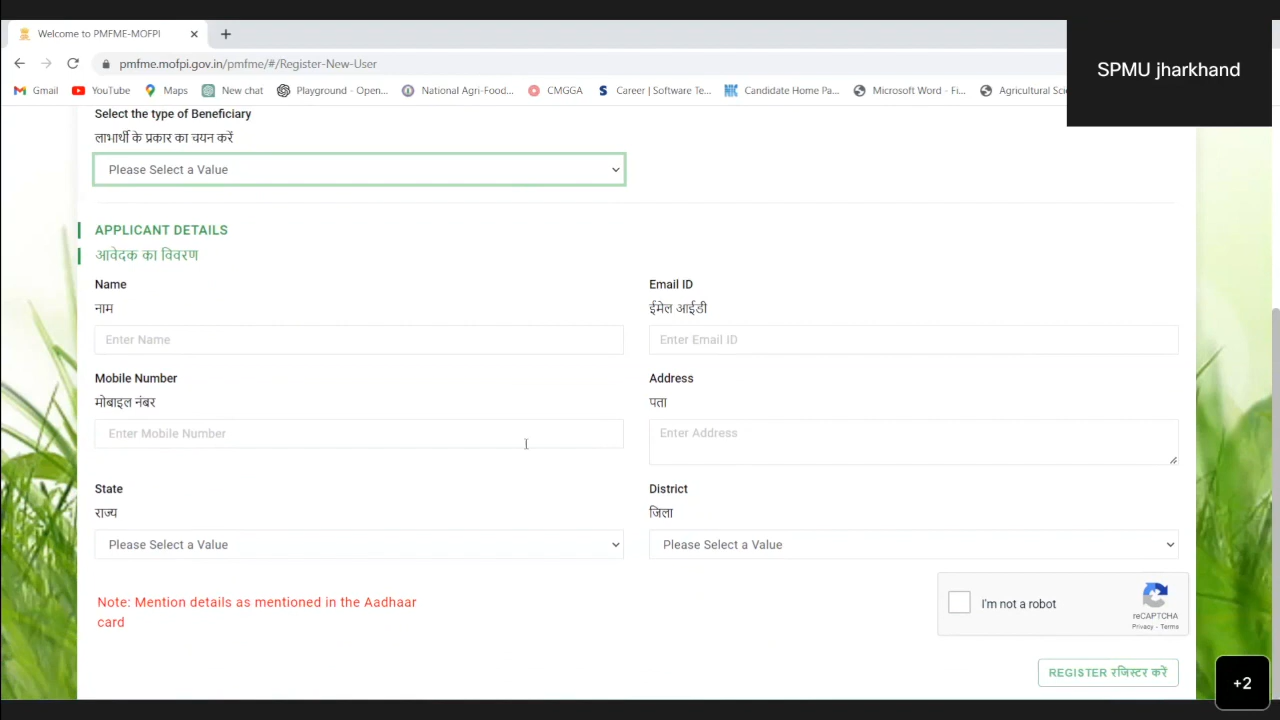 Welcome to PMFME-MOFPI
pmfme.mofpi.gov.in/pmfme/#/Register-New-User
SPMU jharkhand
Gmail YouTube Maps New chat Playground - Open... National Agri-Food... CMGGA Career | Software Te... Candidate Home Pa... Microsoft Word - Fi... Agricultural Sci
Select the type of Beneficiary
लाभार्थी के प्रकार का चयन करें
Please Select a Value
APPLICANT DETAILS
आवेदक का विवरण
Name Email ID
नाम ईमेल आईडी
Enter Name Enter Email ID
Mobile Number Address
मोबाइल नंबर पता
Enter Mobile Number Enter Address
State District
राज्य जिला
Please Select a Value Please Select a Value
Note: Mention details as mentioned in the Aadhaar
card
I'm not a robot
reCAPTCHA
Privacy - Terms
REGISTER रजिस्टर करें
+2